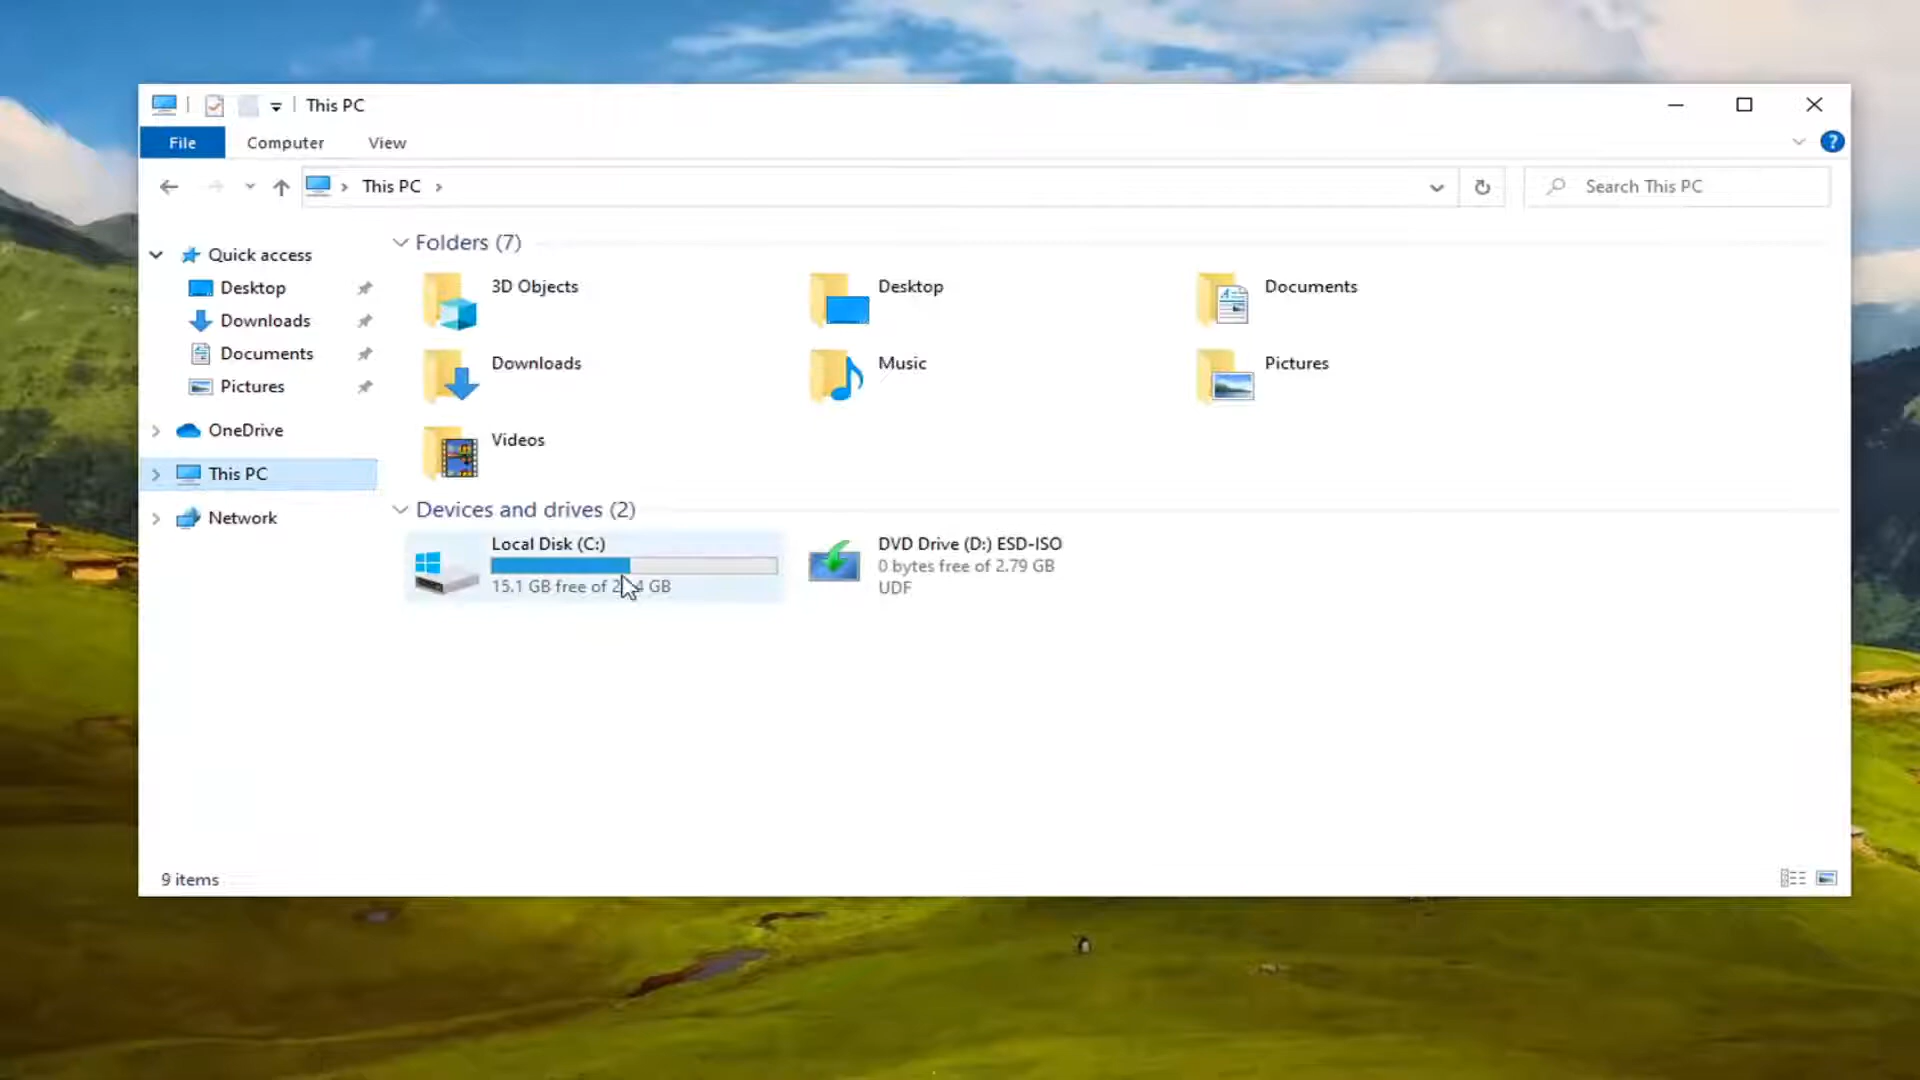 This PC
File Computer View
This PC
Search This PC
Quick access
Desktop
Downloads
Documents
Pictures
OneDrive
This PC
Network
Folders (7)
3D Objects
Desktop
Documents
Downloads
Music
Pictures
Videos
Devices and drives (2)
Local Disk (C:)
15.1 GB free of GB
DVD Drive (D:) ESD-ISO
0 bytes free of 2.79 GB
UDF
9 items